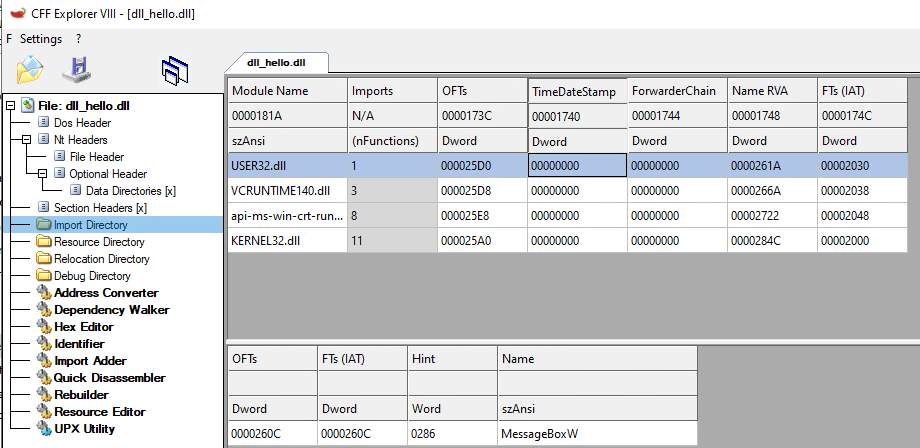 CFF Explorer VIII - [dll_hello.dll]
F Settings ?
dll_hello.dll
File: dll_hello.dll
Dos Header
Nt Headers
File Header
Optional Header
Data Directories [x]
Section Headers [x]
Import Directory
Resource Directory
Relocation Directory
Debug Directory
Address Converter
Dependency Walker
Hex Editor
Identifier
Import Adder
Quick Disassembler
Rebuilder
Resource Editor
UPX Utility
Module Name Imports OFTs TimeDateStamp ForwarderChain Name RVA FTs (IAT)
0000181A N/A 0000173C 00001740 00001744 00001748 0000174C
szAnsi (nFunctions) Dword Dword Dword Dword Dword
USER32.dll 1 000025D0 00000000 00000000 0000261A 00002030
VCRUNTIME140.dll 3 000025D8 00000000 00000000 0000266A 00002038
api-ms-win-crt-run... 8 000025E8 00000000 00000000 00002722 00002048
KERNEL32.dll 11 000025A0 00000000 00000000 0000284C 00002000
OFTs FTs (IAT) Hint Name
Dword Dword Word szAnsi
0000260C 0000260C 0286 MessageBoxW